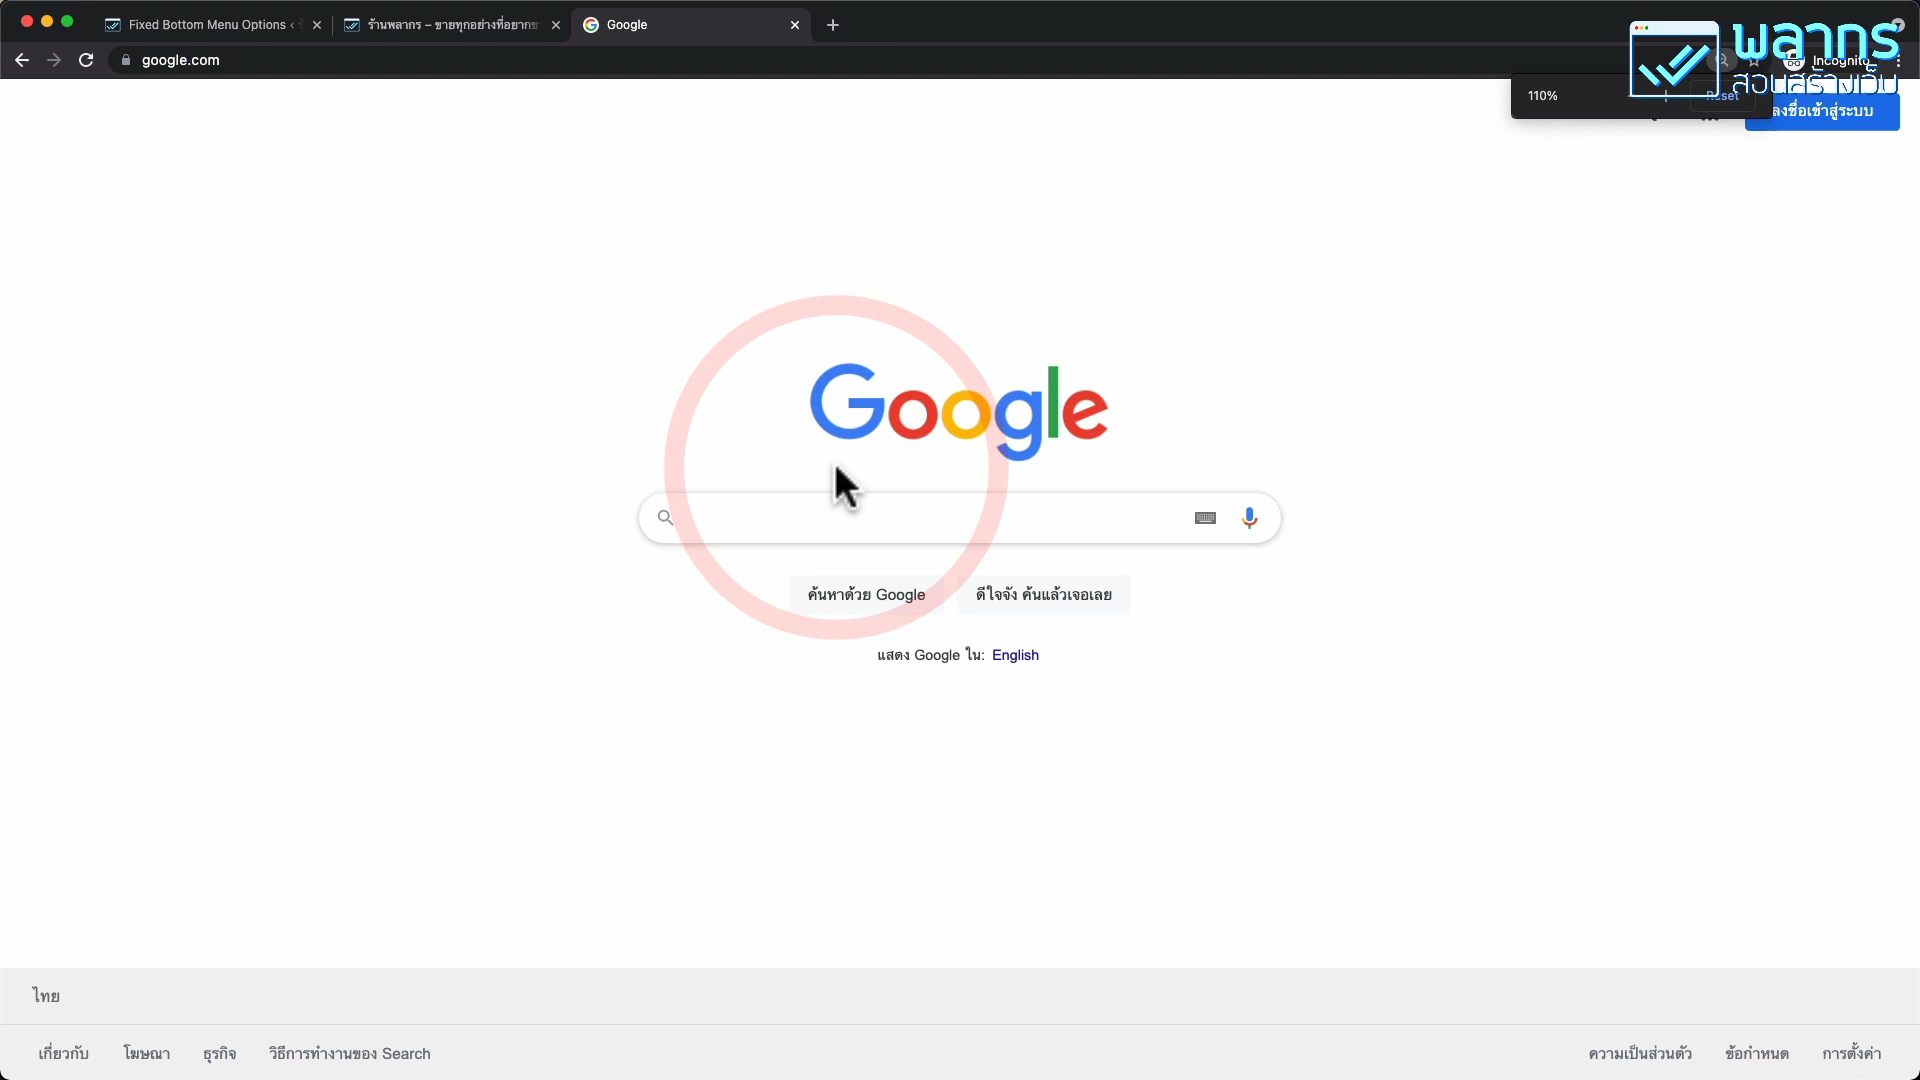 Fixed Bottom Menu Options
ร้านพลากร – ขายทุกอย่างที่อยากขา
Google
google.com
Incognito
พลากร
สอนสร้างเว็บ
110%
Reset
ลงชื่อเข้าสู่ระบบ
Google
ค้นหาด้วย Google
ดีใจจัง ค้นแล้วเจอเลย
แสดง Google ใน: English
ไทย
เกี่ยวกับ โฆษณา ธุรกิจ วิธีการทำงานของ Search
ความเป็นส่วนตัว ข้อกำหนด การตั้งค่า